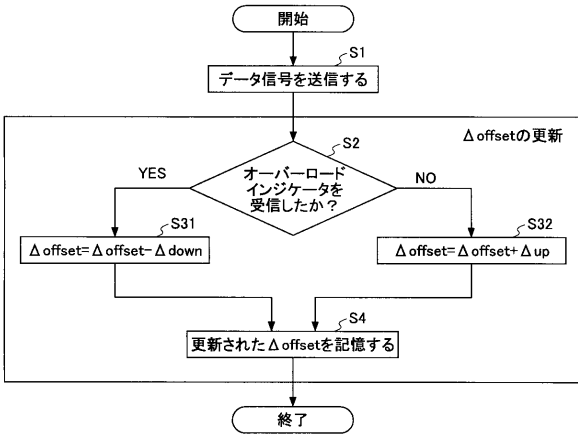 開始
S1
データ信号を送信する
Δoffsetの更新
S2
オーバーロード
インジケータを
受信したか？
YES
NO
S31
Δoffset=Δoffset-Δdown
S32
Δoffset=Δoffset+Δup
S4
更新されたΔoffsetを記憶する
終了